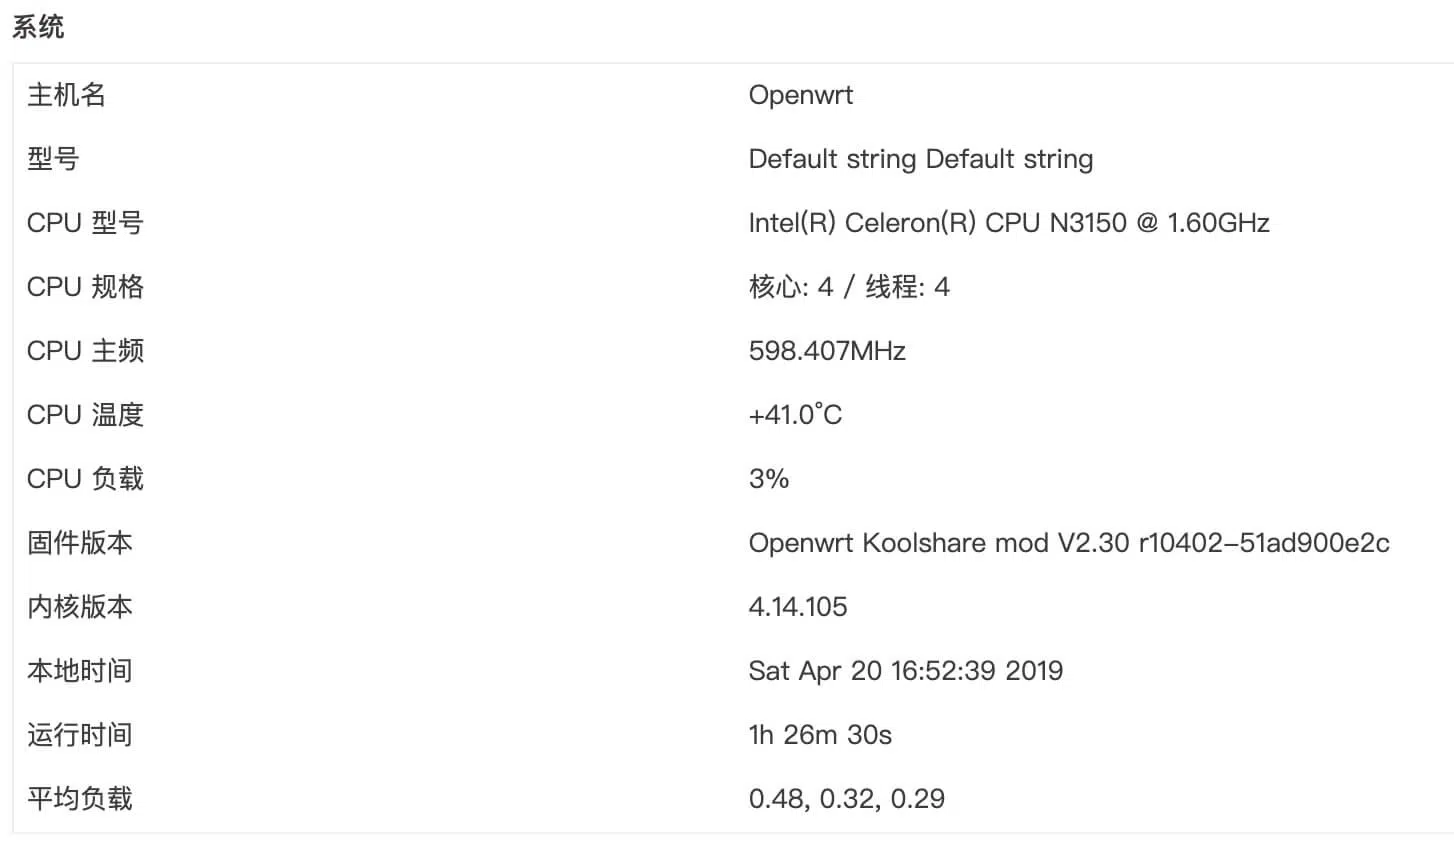 系统
主机名 Openwrt
型号 Default string Default string
CPU 型号 Intel(R) Celeron(R) CPU N3150 @ 1.60GHz
CPU 规格 核心: 4 / 线程: 4
CPU 主频 598.407MHz
CPU 温度 +41.0°C
CPU 负载 3%
固件版本 Openwrt Koolshare mod V2.30 r10402-51ad900e2c
内核版本 4.14.105
本地时间 Sat Apr 20 16:52:39 2019
运行时间 1h 26m 30s
平均负载 0.48, 0.32, 0.29